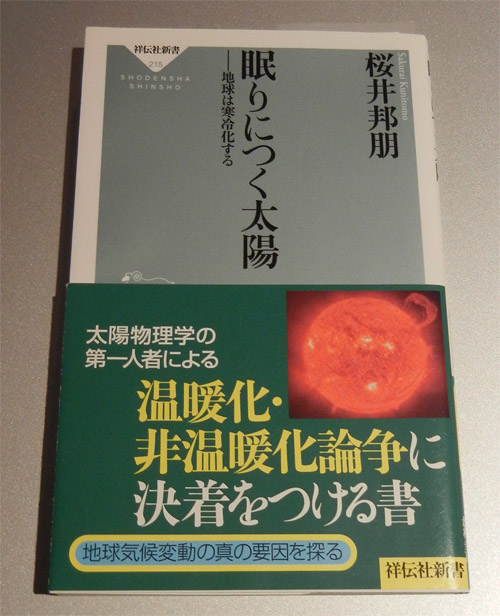 祥伝社新書
215
SHODENSHA
SHINSHO
桜井邦朋
Sakurai Kunitomo
眠りにつく太陽
――地球は寒冷化する
太陽物理学の
第一人者による
温暖化・
非温暖化論争に
決着をつける書
地球気候変動の真の要因を探る
祥伝社新書